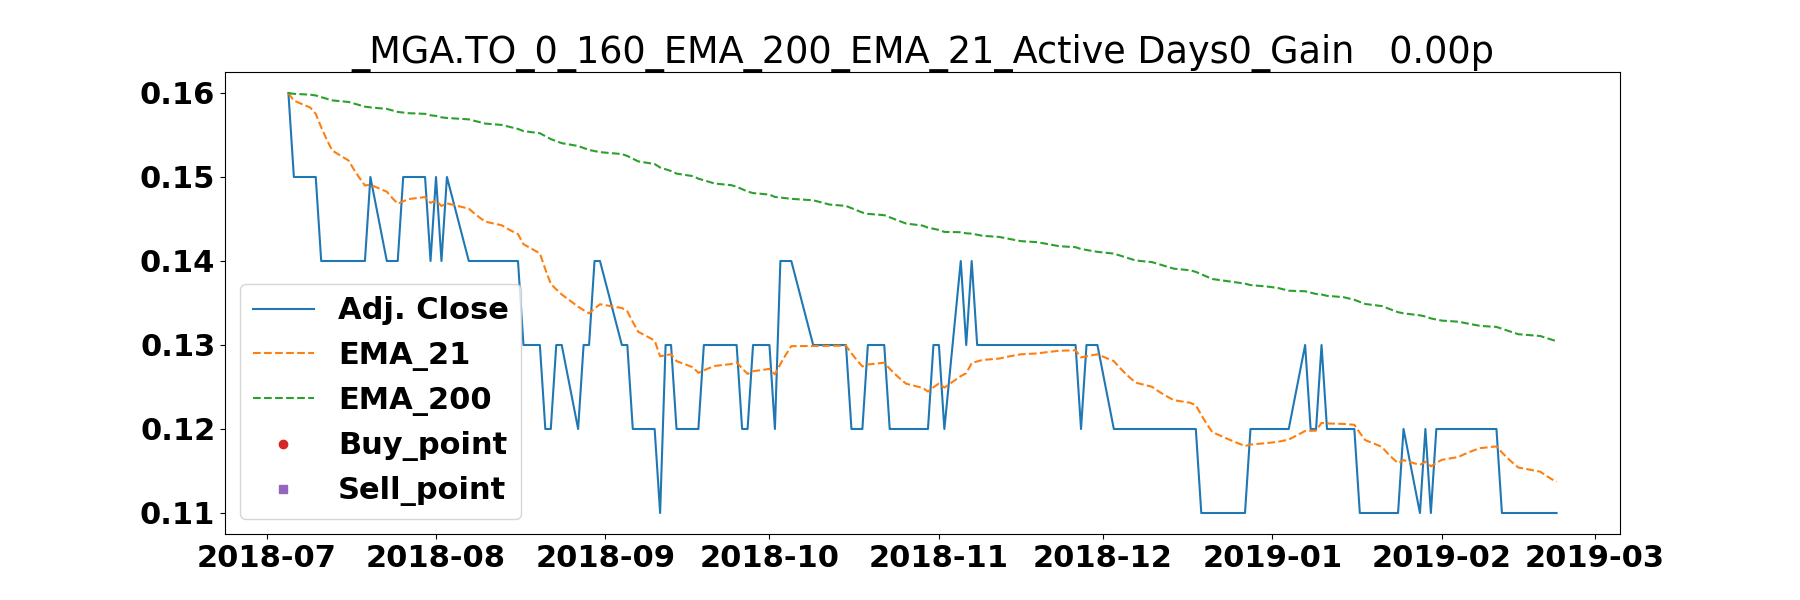 _MGA.TO_0_160_EMA_200_EMA_21_Active Days0_Gain   0.00p
0.16
0.15
0.14
0.13
0.12
0.11
Adj. Close
EMA_21
EMA_200
Buy_point
Sell_point
2018-07 2018-08 2018-09 2018-10 2018-11 2018-12 2019-01 2019-02 2019-03